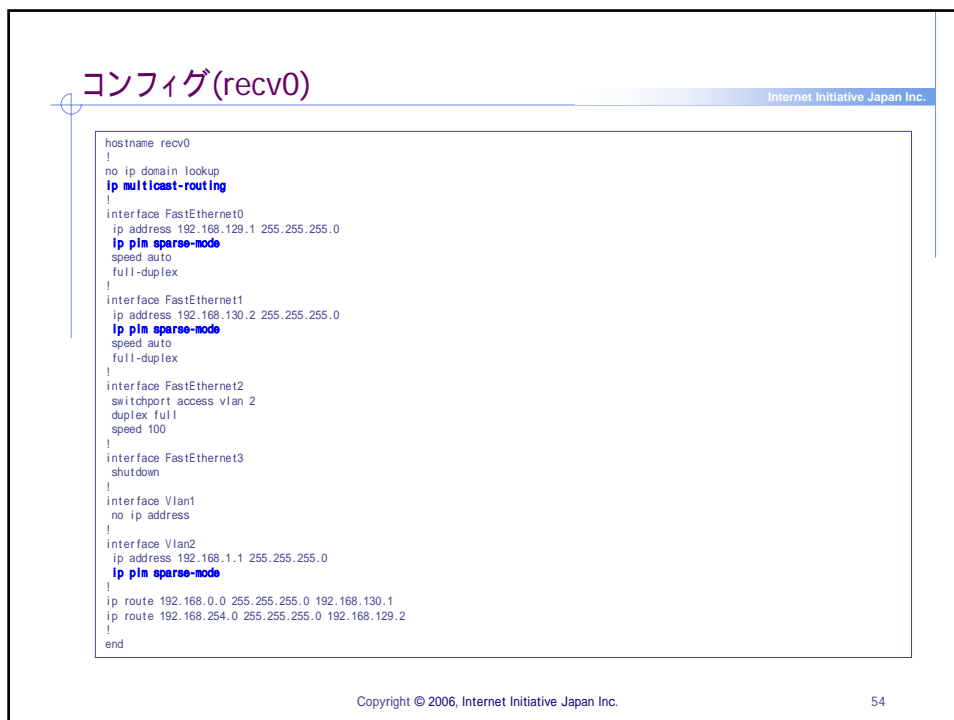 コンフィグ(recv0)
Internet Initiative Japan Inc.
hostname recv0
!
no ip domain lookup
ip multicast-routing
!
interface FastEthernet0
ip address 192.168.129.1 255.255.255.0
ip pim sparse-mode
speed auto
full-duplex
!
interface FastEthernet1
ip address 192.168.130.2 255.255.255.0
ip pim sparse-mode
speed auto
full-duplex
!
interface FastEthernet2
switchport access vlan 2
duplex full
speed 100
!
interface FastEthernet3
shutdown
!
interface Vlan1
no ip address
!
interface Vlan2
ip address 192.168.1.1 255.255.255.0
ip pim sparse-mode
!
ip route 192.168.0.0 255.255.255.0 192.168.130.1
ip route 192.168.254.0 255.255.255.0 192.168.129.2
!
end
Copyright © 2006, Internet Initiative Japan Inc.
54